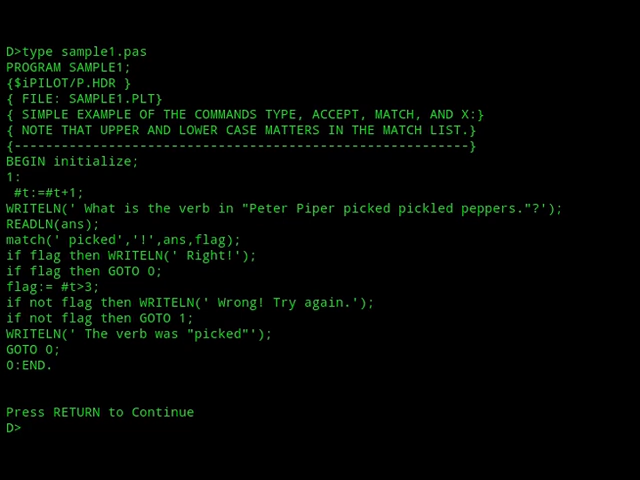 D>type sample1.pas
PROGRAM SAMPLE1;
{$iPILOT/P.HDR }
{ FILE: SAMPLE1.PLT}
{ SIMPLE EXAMPLE OF THE COMMANDS TYPE, ACCEPT, MATCH, AND X:}
{ NOTE THAT UPPER AND LOWER CASE MATTERS IN THE MATCH LIST.}
{----------------------------------------------------------}
BEGIN initialize;
1:
 #t:=#t+1;
WRITELN(' What is the verb in "Peter Piper picked pickled peppers."?');
READLN(ans);
match(' picked','!',ans,flag);
if flag then WRITELN(' Right!');
if flag then GOTO 0;
flag:= #t>3;
if not flag then WRITELN(' Wrong! Try again.');
if not flag then GOTO 1;
WRITELN(' The verb was "picked"');
GOTO 0;
0:END.
Press RETURN to Continue
D>